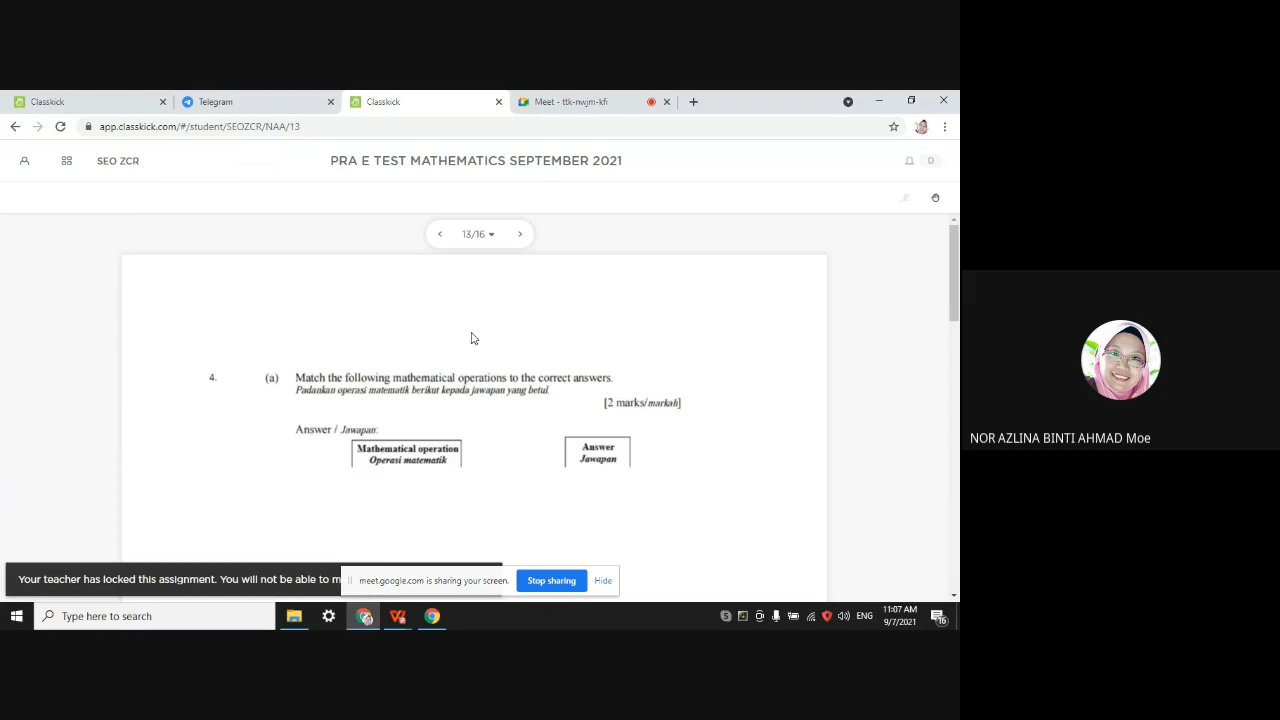 Classkick
Telegram
Classkick
Meet - ttk-nwjm-kfi
app.classkick.com/#/student/SEOZCR/NAA/13
SEO ZCR
PRA E TEST MATHEMATICS SEPTEMBER 2021
0
13/16
4. (a) Match the following mathematical operations to the correct answers.
Padankan operasi matematik berikut kepada jawapan yang betul.
[2 marks/markah]
Answer / Jawapan:
Mathematical operation
Operasi matematik
Answer
Jawapan
Your teacher has locked this assignment. You will not be able to m
meet.google.com is sharing your screen.
Stop sharing
Hide
Type here to search
ENG
11:07 AM
9/7/2021
16
NOR AZLINA BINTI AHMAD Moe